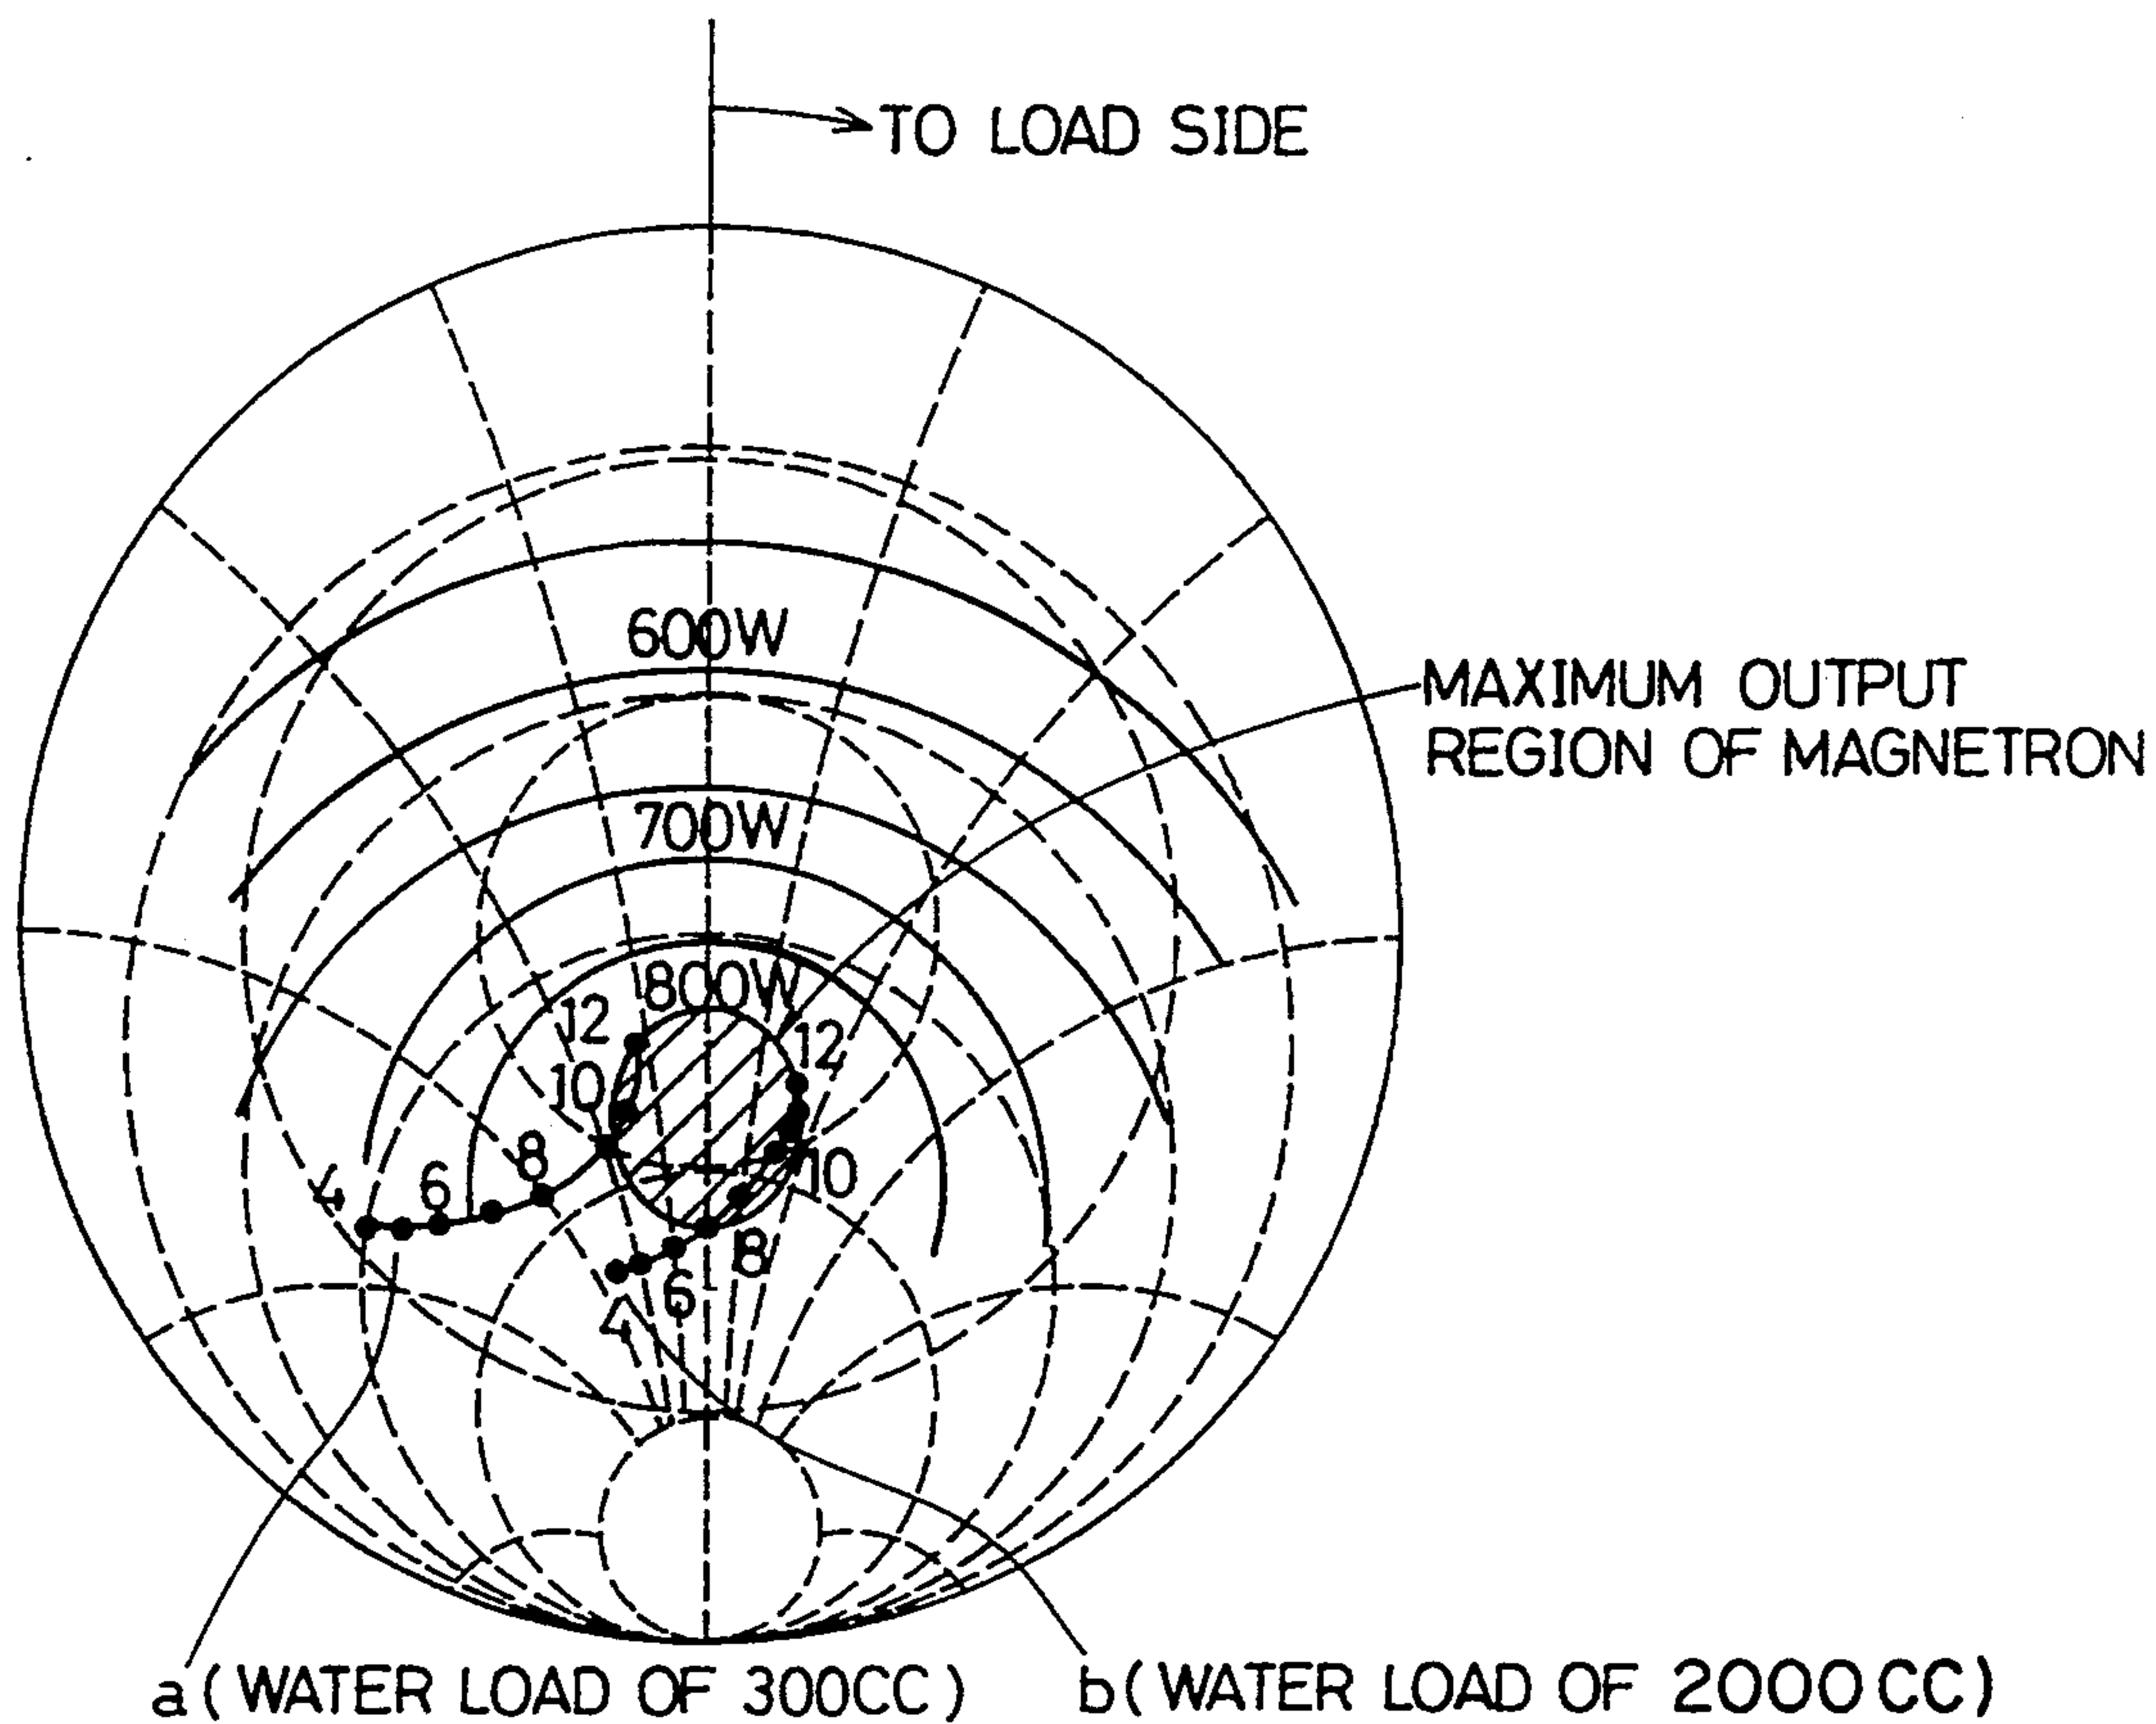 TO LOAD SIDE
600W
MAXIMUM OUTPUT
REGION OF MAGNETRON
700W
800W
12
12
10
8
6
4
10
8
6
4
a (WATER LOAD OF 300CC)
b (WATER LOAD OF 2000CC)